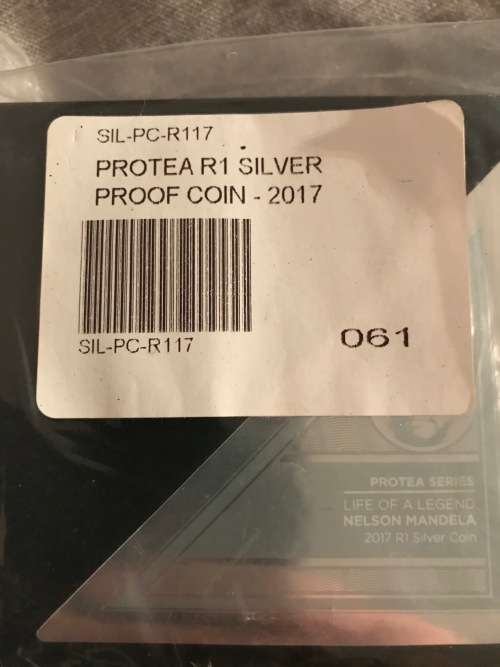 SIL-PC-R117
PROTEA R1 SILVER
PROOF COIN - 2017
SIL-PC-R117
061
PROTEA SERIES
LIFE OF A LEGEND
NELSON MANDELA
2017 R1 Silver Coin